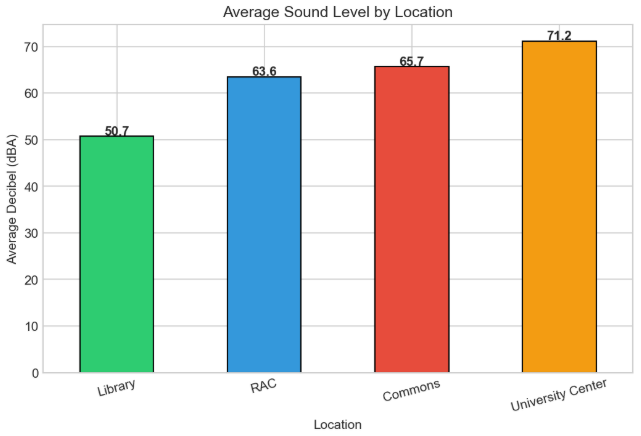 Average Sound Level by Location
Average Decibel (dBA)
70
60
50
40
30
20
10
0
50.7
63.6
65.7
71.2
Library
RAC
Commons
University Center
Location